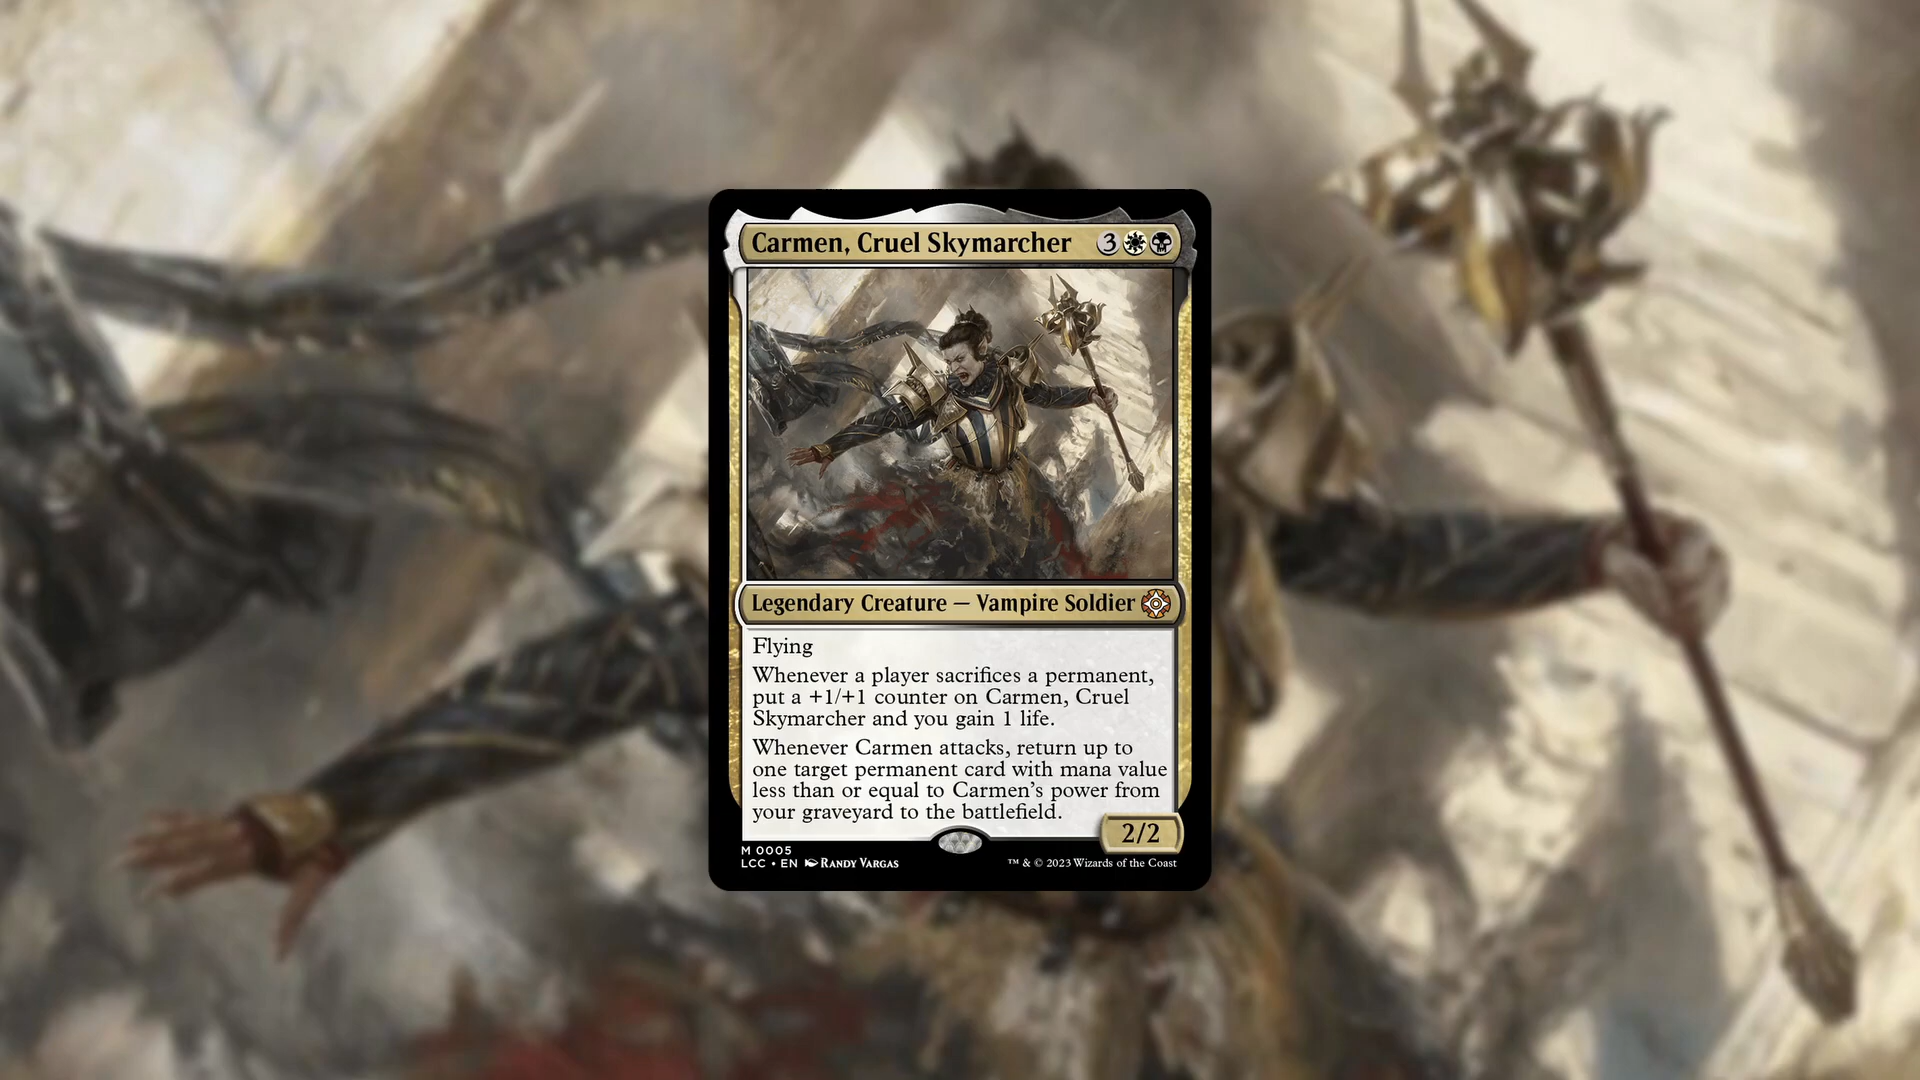 Carmen, Cruel Skymarcher 3
Legendary Creature — Vampire Soldier
Flying
Whenever a player sacrifices a permanent,
put a +1/+1 counter on Carmen, Cruel
Skymarcher and you gain 1 life.
Whenever Carmen attacks, return up to
one target permanent card with mana value
less than or equal to Carmen's power from
your graveyard to the battlefield.
2/2
M 0005
LCC • EN RANDY VARGAS
™ & © 2023 Wizards of the Coast